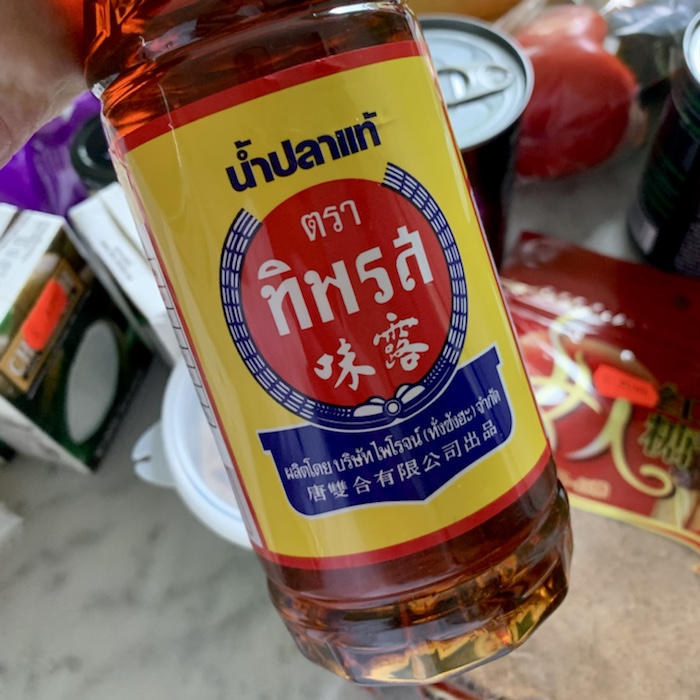 น้ำปลาแท้
ตรา
ทิพรส
味露
ผลิตโดย บริษัท ไพโรจน์ (ทั่งซังฮะ) จำกัด
唐雙合有限公司出品
糖